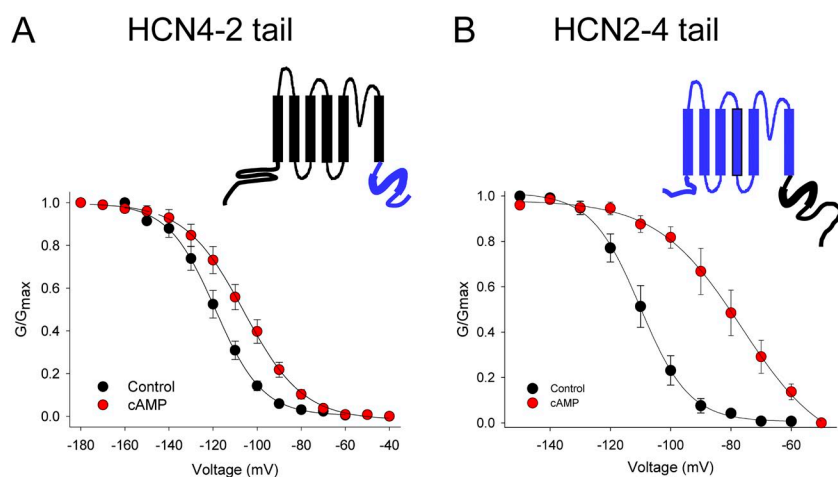 A
HCN4-2 tail
G/Gmax
1.0
0.8
0.6
0.4
0.2
0.0
Control
cAMP
-180 -160 -140 -120 -100 -80 -60 -40
Voltage (mV)
B
HCN2-4 tail
G/Gmax
1.0
0.8
0.6
0.4
0.2
0.0
Control
cAMP
-140 -120 -100 -80 -60
Voltage (mV)